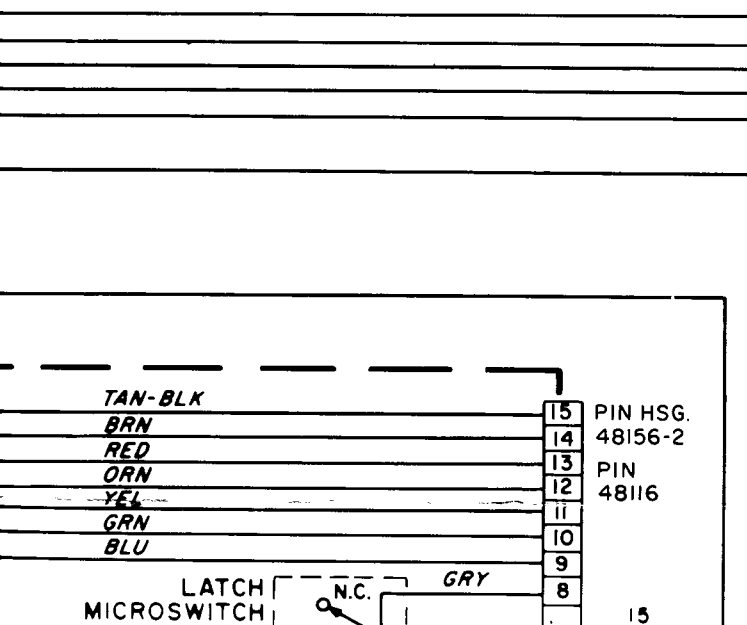 TAN-BLK
BRN
RED
ORN
YEL
GRN
BLU
15 PIN HSG.
14 48156-2
13 PIN
12 48116
11
10
9
GRY 8
LATCH N.C.
MICROSWITCH
15